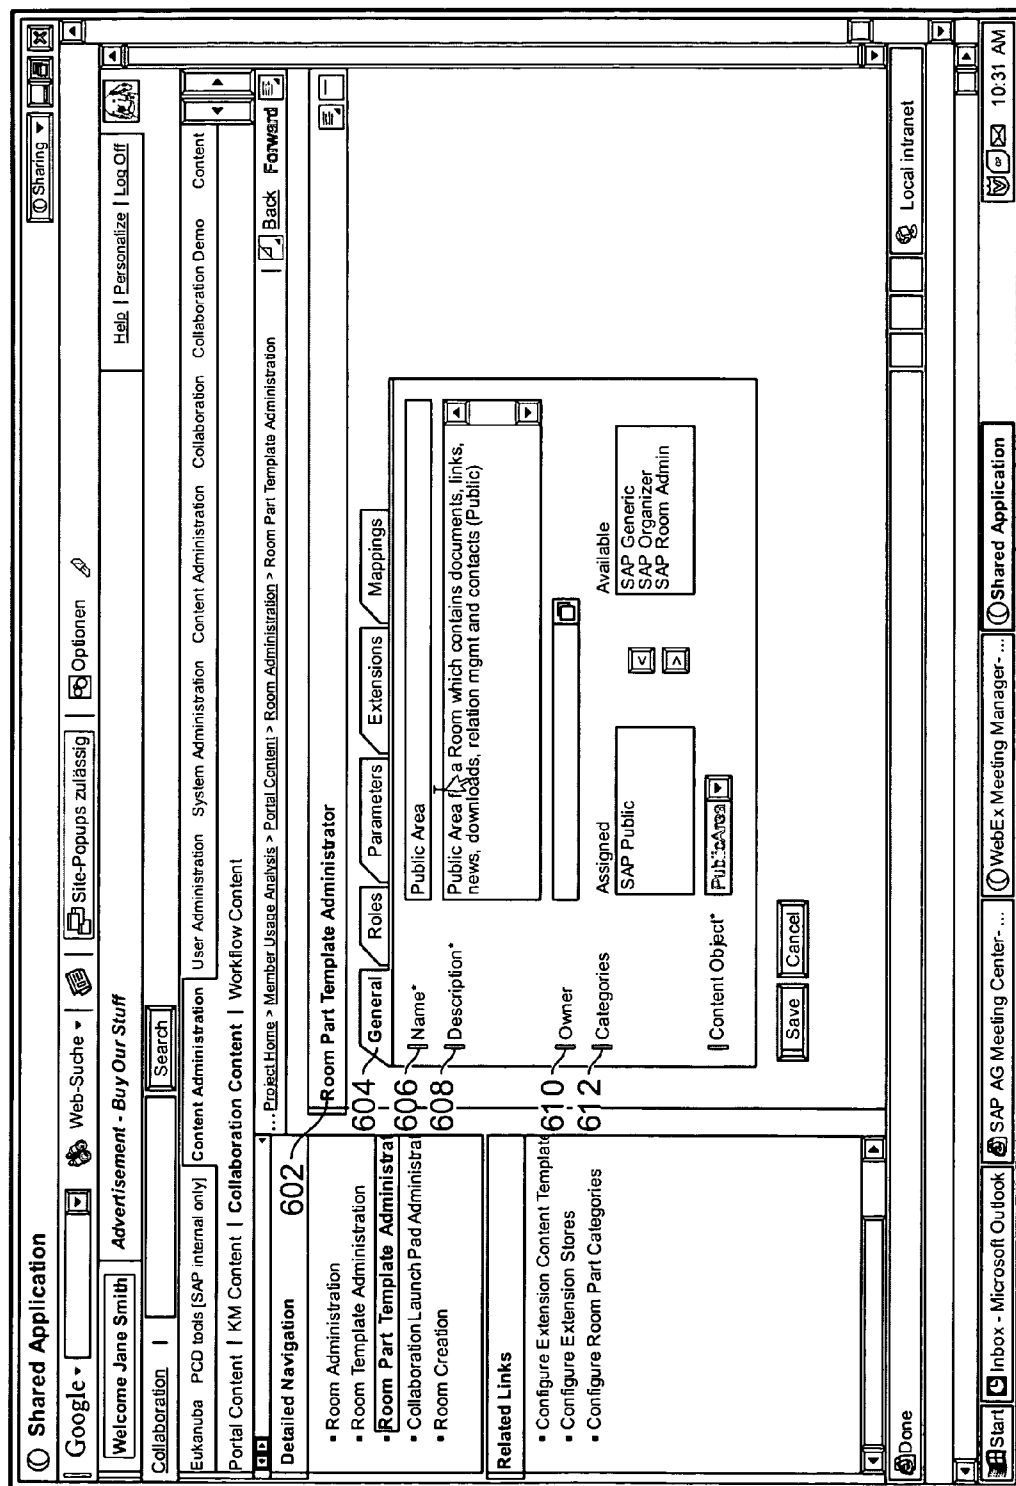 Shared Application
Sharing
Google
Web-Suche
Site-Popups zulässig
Optionen
Welcome Jane Smith
Advertisement - Buy Our Stuff
Help | Personalize | Log Off
Collaboration |
Search
Eukanuba PCD tools [SAP internal only] Content Administration User Administration System Administration Content Administration Collaboration Collaboration Demo Content
Portal Content | KM Content | Collaboration Content | Workflow Content
... Project Home > Member Usage Analysis > Portal Content > Room Administration > Room Part Template Administration
| Back Forward
Detailed Navigation
602
Room Part Template Administrator
• Room Administration
• Room Template Administration
• Room Part Template Administrat
• Collaboration Launch Pad Administrat
• Room Creation
604
General Roles Parameters Extensions Mappings
606
Name*
Public Area
608
Description*
Public Area f a Room which contains documents, links,
news, downloads, relation mgmt and contacts (Public)
Related Links
• Configure Extension Content Template
• Configure Extension Stores
• Configure Room Part Categories
610
Owner
612
Categories
Assigned
SAP Public
<
>
Available
SAP Generic
SAP Organizer
SAP Room Admin
Content Object*
PublicArea
Save
Cancel
Done
Local intranet
Start
Inbox - Microsoft Outlook
SAP AG Meeting Center- ...
WebEx Meeting Manager- ...
Shared Application
10:31 AM